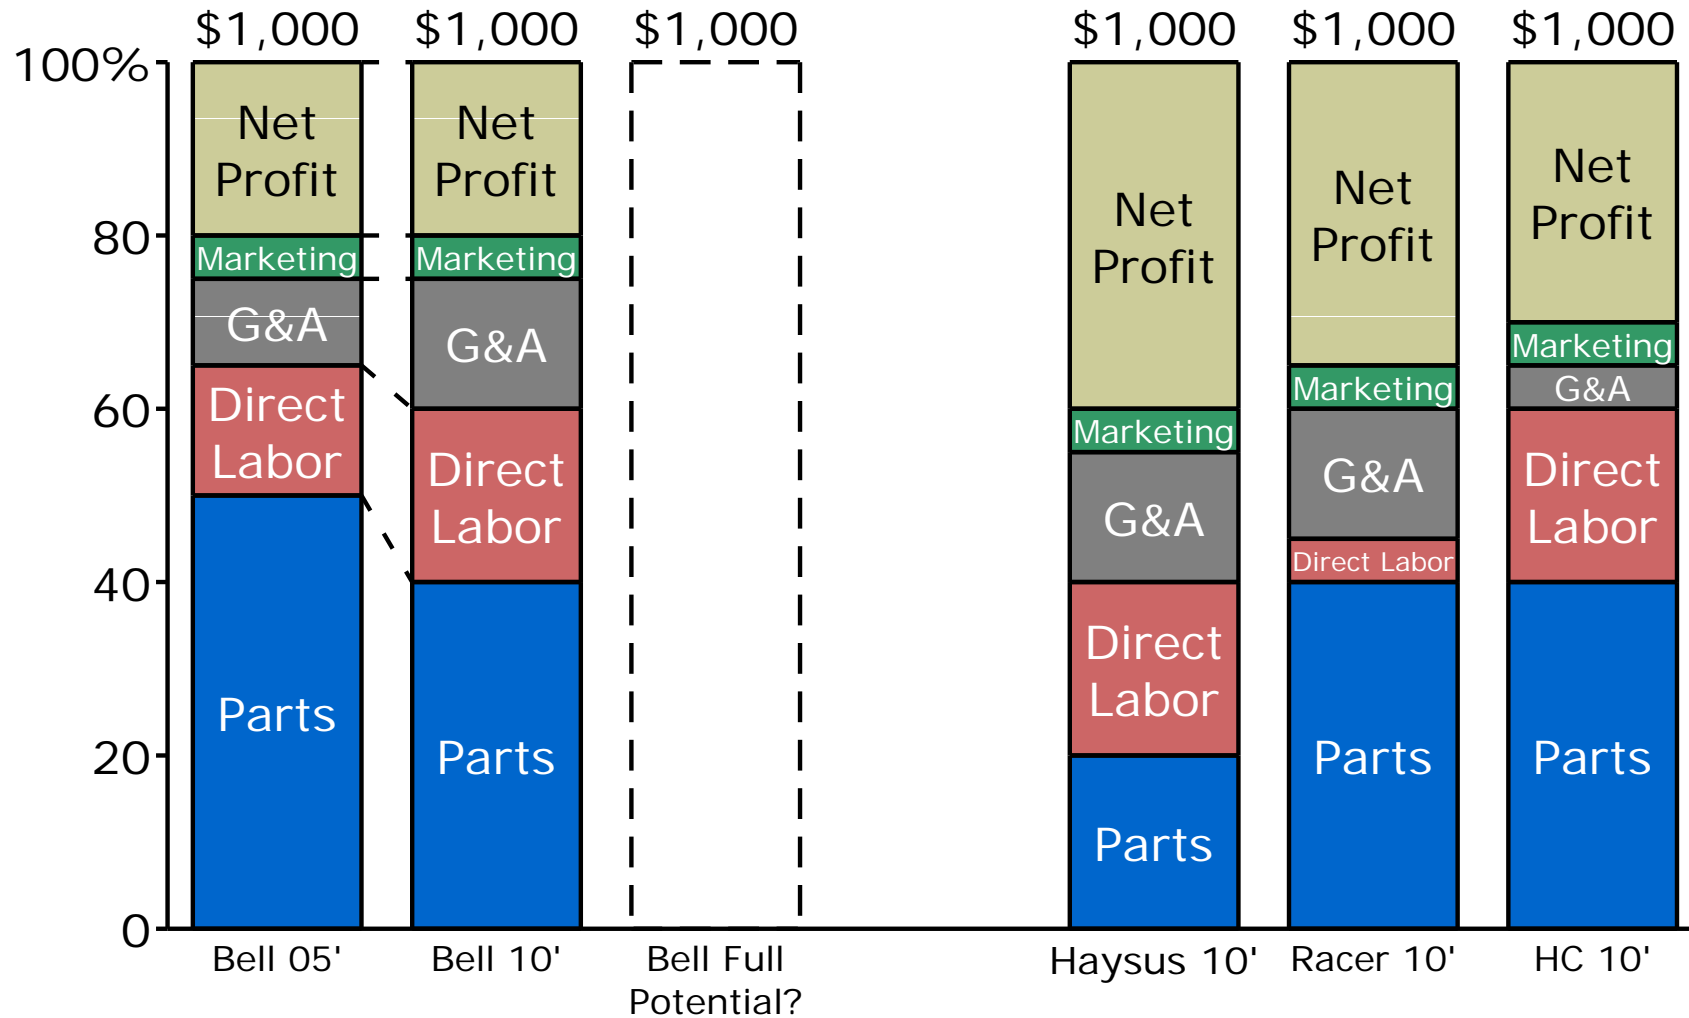 $1,000 $1,000 $1,000 $1,000 $1,000 $1,000
100%
80
60
40
20
0
Net
Profit
Marketing
G&A
Direct
Labor
Parts
Bell 05'
Net
Profit
Marketing
G&A
Direct
Labor
Parts
Bell 10'
Bell Full
Potential?
Net
Profit
Marketing
G&A
Direct
Labor
Parts
Haysus 10'
Net
Profit
Marketing
G&A
Direct Labor
Parts
Racer 10'
Net
Profit
Marketing
G&A
Direct
Labor
Parts
HC 10'